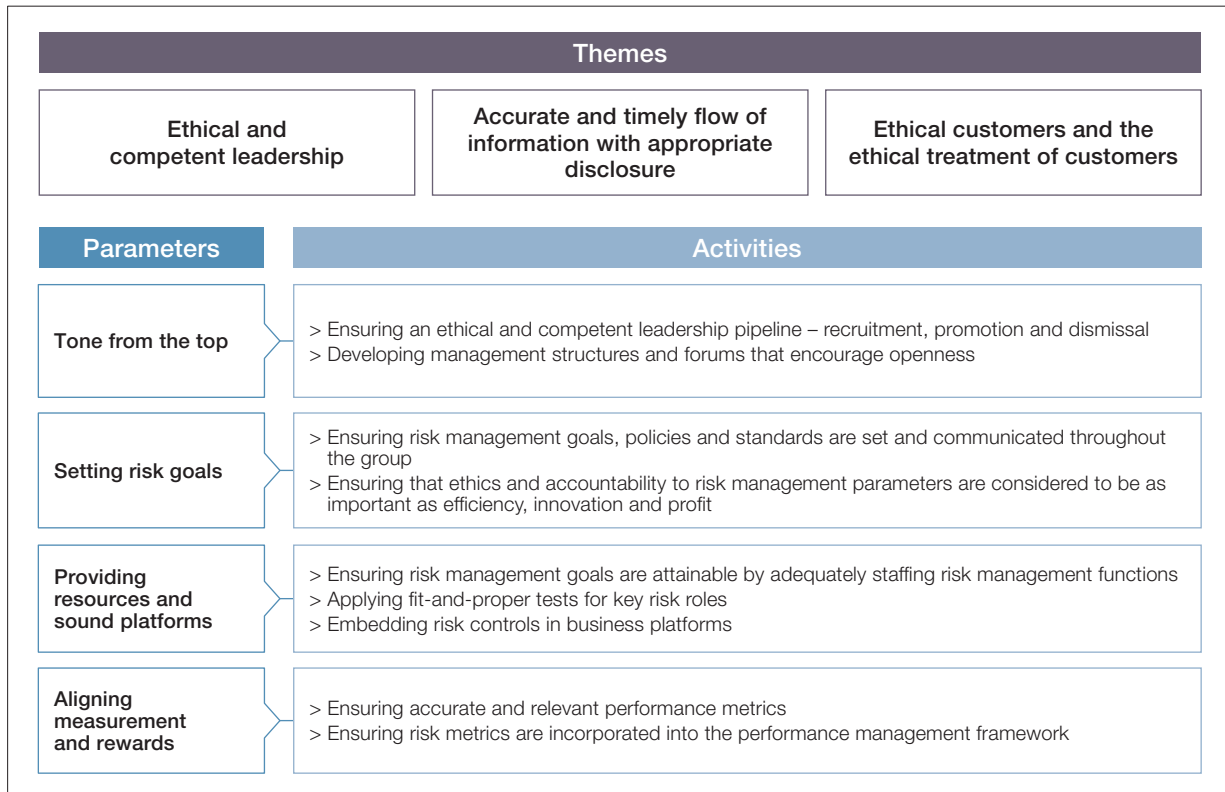 Themes
Ethical and
competent leadership
Accurate and timely flow of
information with appropriate
disclosure
Ethical customers and the
ethical treatment of customers
Parameters
Activities
Tone from the top
> Ensuring an ethical and competent leadership pipeline – recruitment, promotion and dismissal
> Developing management structures and forums that encourage openness
Setting risk goals
> Ensuring risk management goals, policies and standards are set and communicated throughout
the group
> Ensuring that ethics and accountability to risk management parameters are considered to be as
important as efficiency, innovation and profit
Providing
resources and
sound platforms
> Ensuring risk management goals are attainable by adequately staffing risk management functions
> Applying fit-and-proper tests for key risk roles
> Embedding risk controls in business platforms
Aligning
measurement
and rewards
> Ensuring accurate and relevant performance metrics
> Ensuring risk metrics are incorporated into the performance management framework